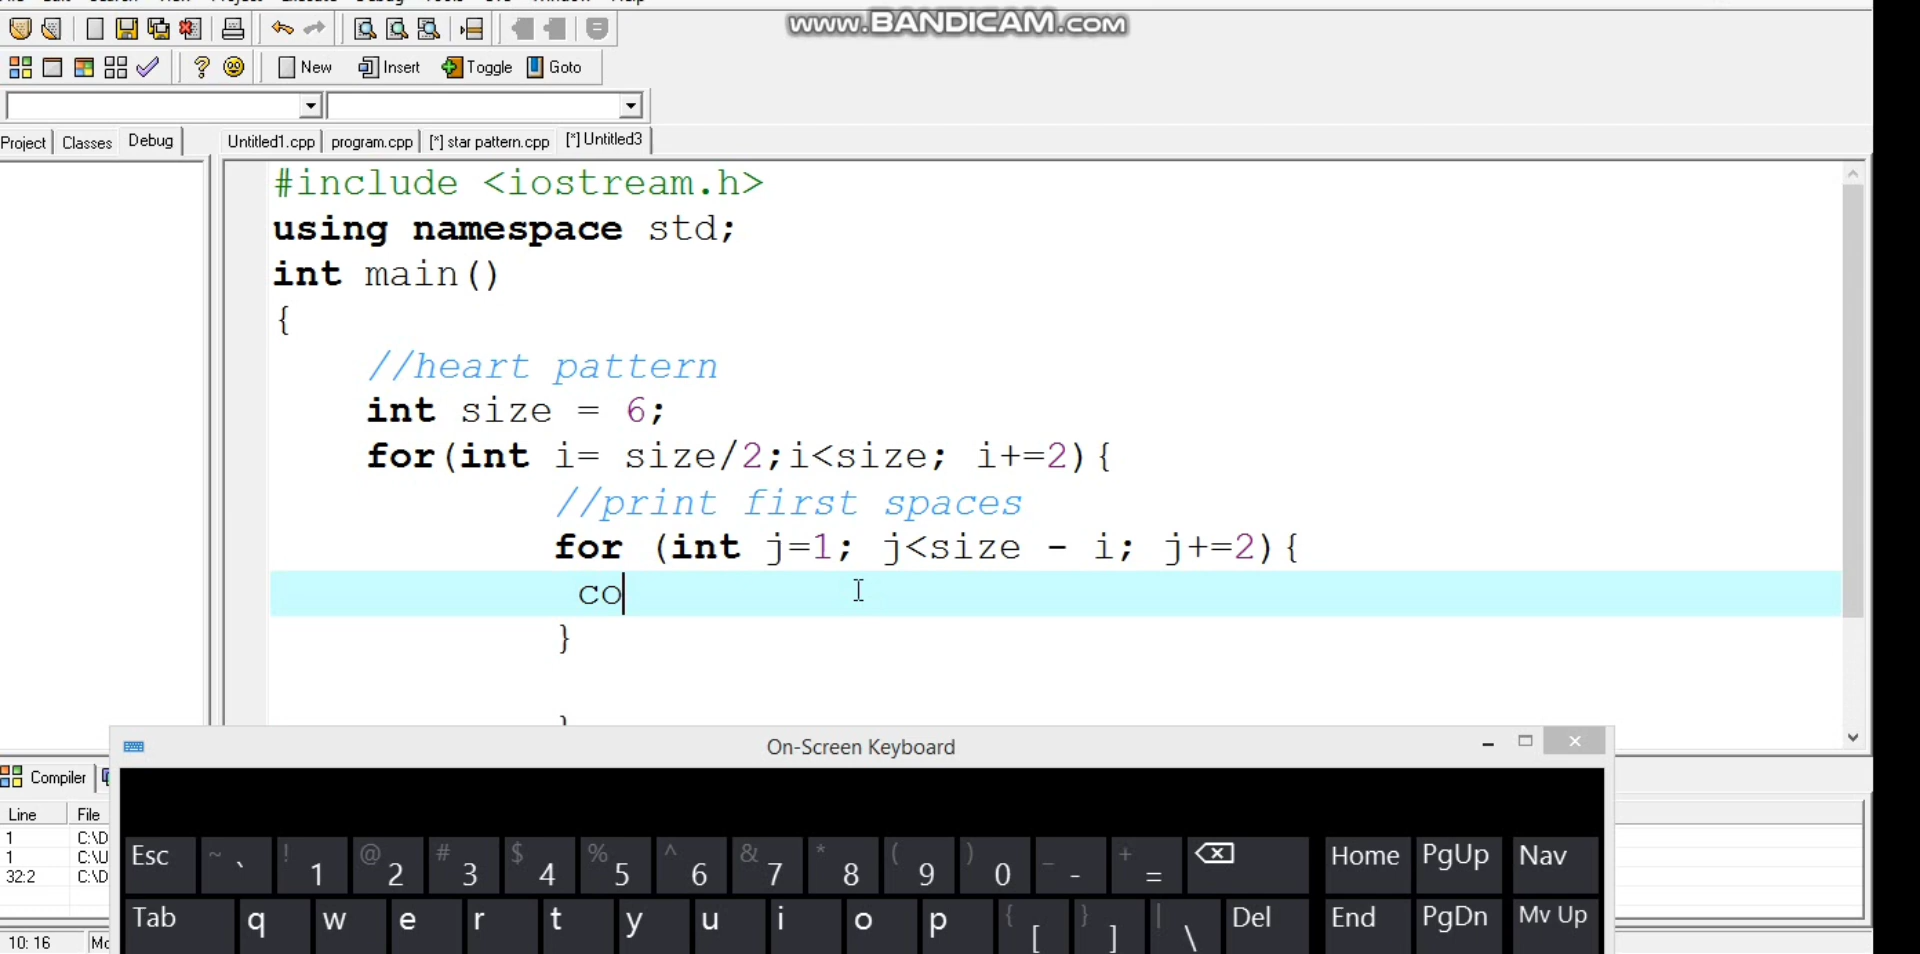 www.BANDICAM.com
New Insert Toggle Goto
Project Classes Debug
Untitled1.cpp program.cpp [*] star pattern.cpp [*] Untitled3
#include <iostream.h>
using namespace std;
int main()
{
//heart pattern
int size = 6;
for(int i= size/2;i<size; i+=2){
//print first spaces
for (int j=1; j<size - i; j+=2){
co
}
On-Screen Keyboard
Compiler
Line File
1 C:\D
1 C:\U
32:2 C:\D
10: 16
Esc ~ ` ! 1 @ 2 # 3 $ 4 % 5 ^ 6 & 7 * 8 ( 9 ) 0 _ - + = Home PgUp Nav
Tab q w e r t y u i o p { [ } ] | \ Del End PgDn Mv Up